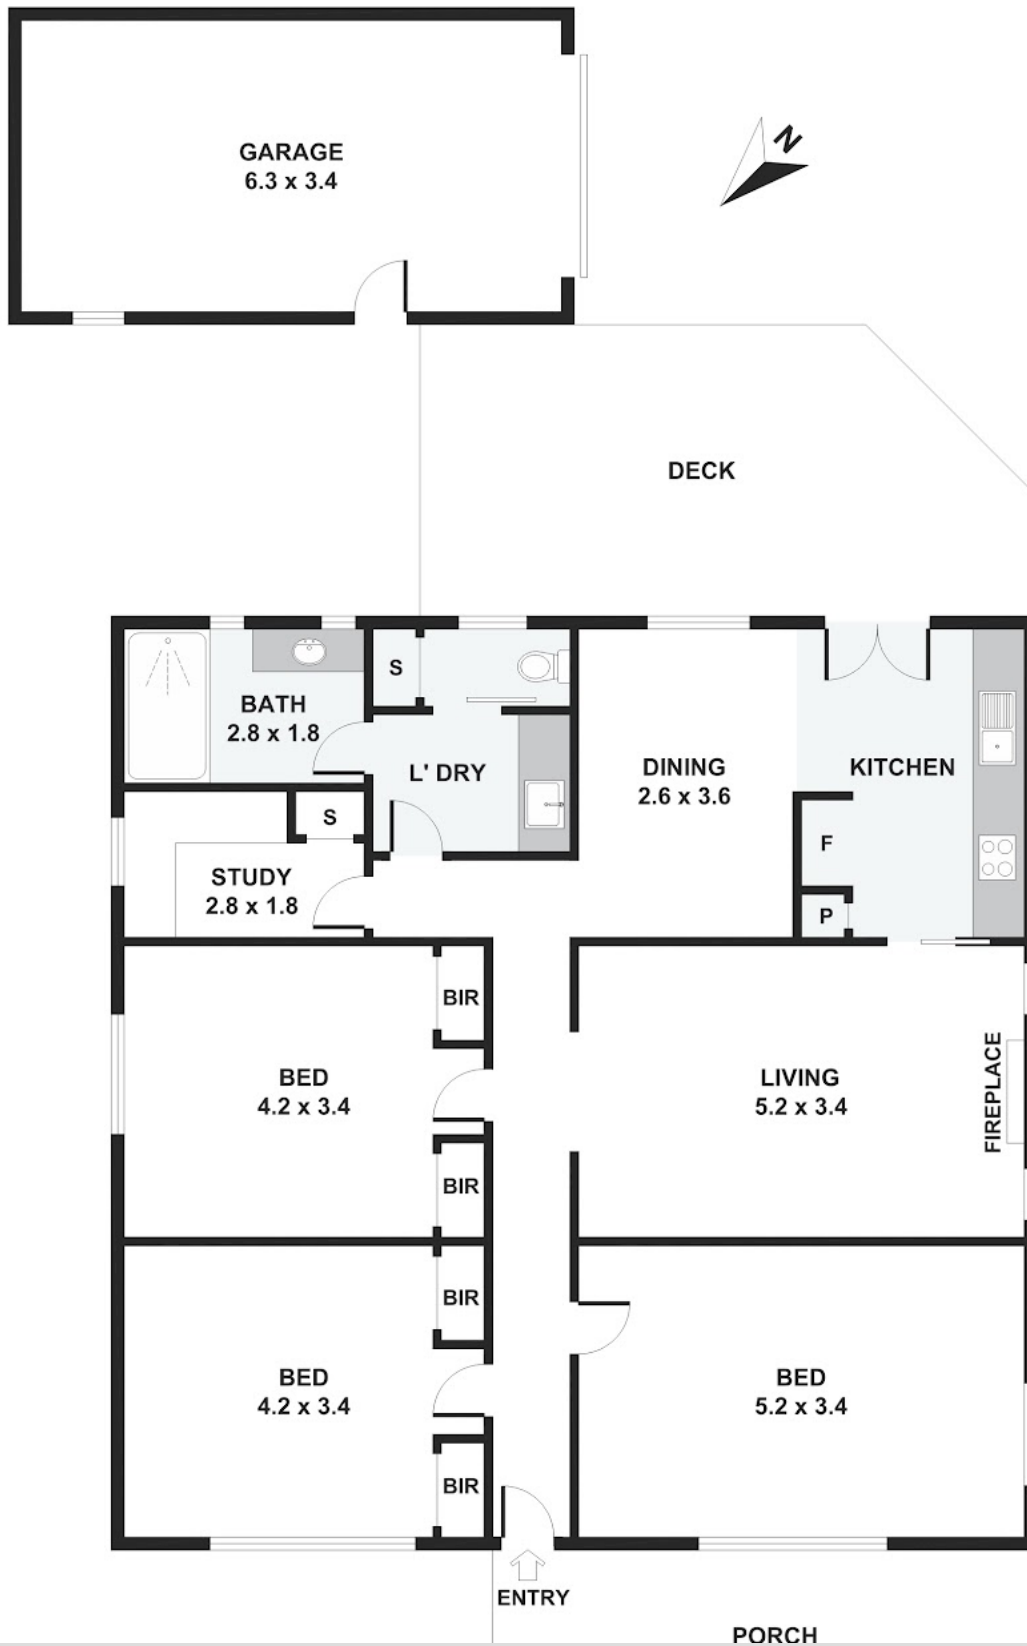 GARAGE
6.3 x 3.4
N
DECK
S
BATH
2.8 x 1.8
L' DRY
DINING
2.6 x 3.6
KITCHEN
S
F
STUDY
2.8 x 1.8
P
BIR
BED
4.2 x 3.4
LIVING
5.2 x 3.4
FIREPLACE
BIR
BIR
BED
4.2 x 3.4
BED
5.2 x 3.4
BIR
ENTRY
PORCH